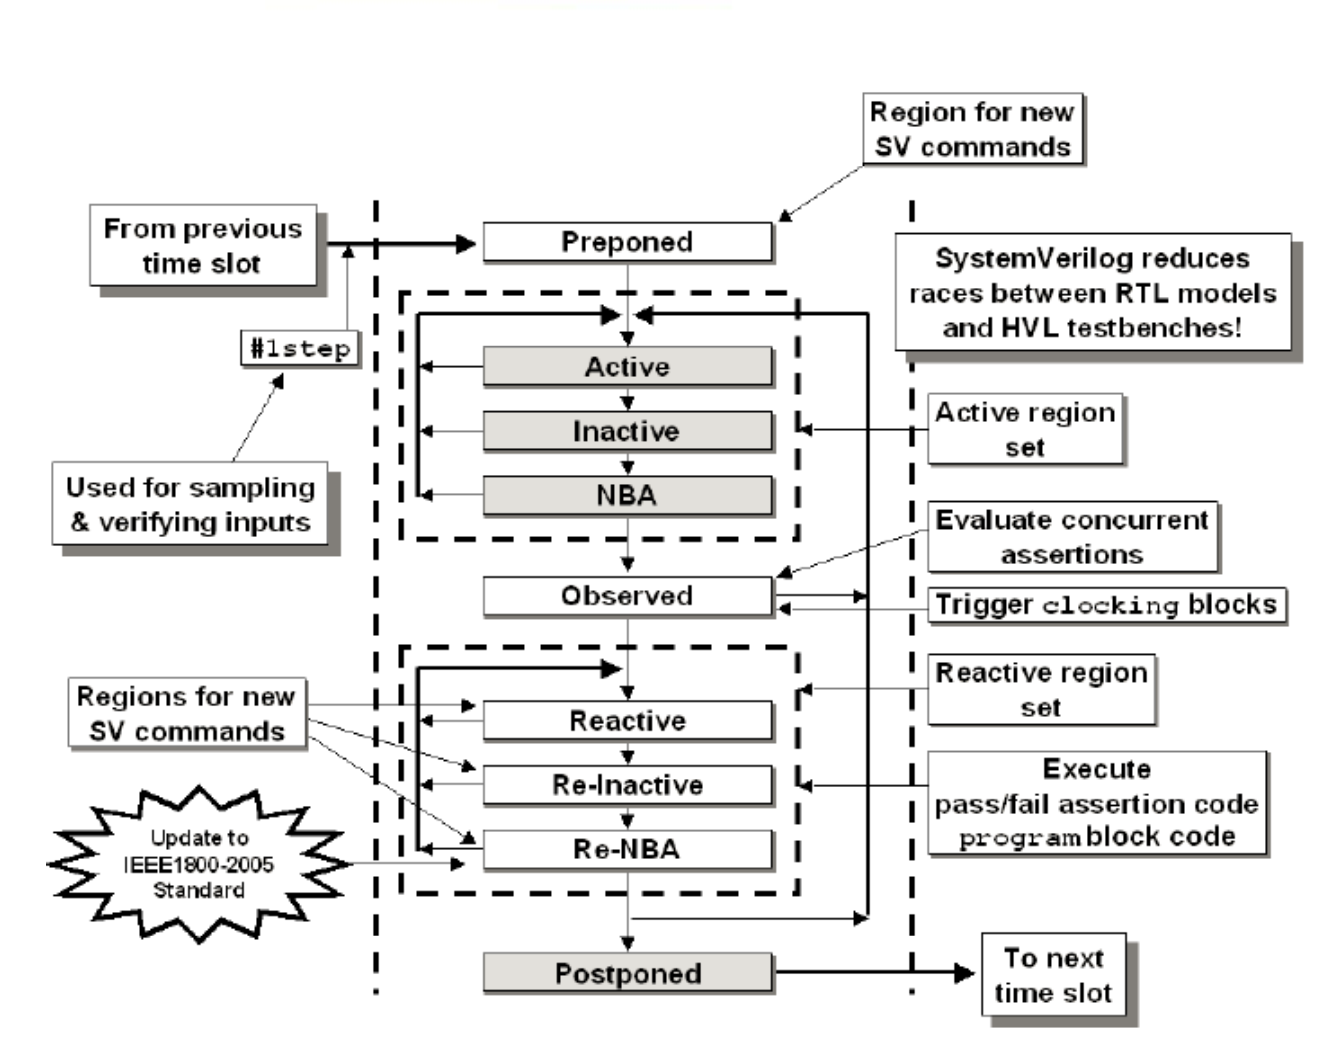 Region for new
SV commands
From previous
time slot
Preponed
SystemVerilog reduces
races between RTL models
and HVL testbenches!
#1step
Active
Active region
set
Inactive
Used for sampling
& verifying inputs
NBA
Evaluate concurrent
assertions
Observed
Trigger clocking blocks
Reactive region
set
Regions for new
SV commands
Reactive
Re-Inactive
Execute
pass/fail assertion code
program block code
Update to
IEEE1800-2005
Standard
Re-NBA
Postponed
To next
time slot